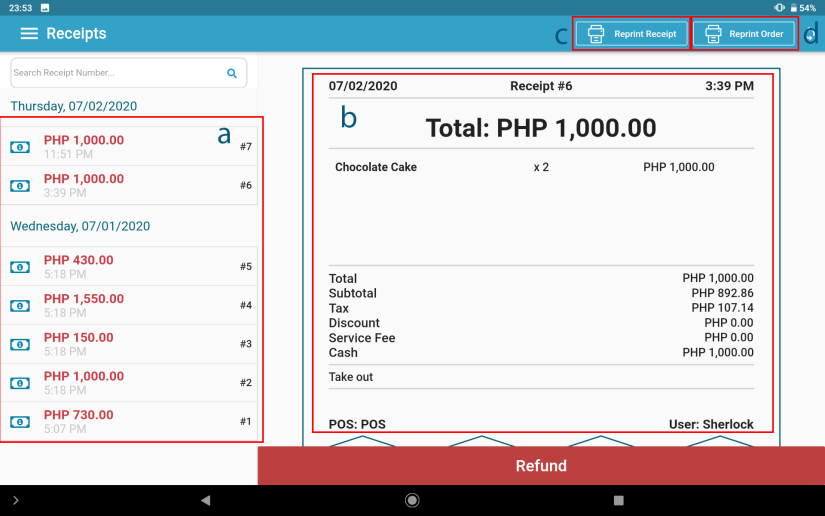 23:53 54%
Receipts c Reprint Receipt Reprint Order d
Search Receipt Number...
Thursday, 07/02/2020
a
PHP 1,000.00
11:51 PM
#7
PHP 1,000.00
3:39 PM
#6
Wednesday, 07/01/2020
PHP 430.00
5:18 PM
#5
PHP 1,550.00
5:18 PM
#4
PHP 150.00
5:18 PM
#3
PHP 1,000.00
5:18 PM
#2
PHP 730.00
5:07 PM
#1
07/02/2020 Receipt #6 3:39 PM
b
Total: PHP 1,000.00
Chocolate Cake x 2 PHP 1,000.00
Total PHP 1,000.00
Subtotal PHP 892.86
Tax PHP 107.14
Discount PHP 0.00
Service Fee PHP 0.00
Cash PHP 1,000.00
Take out
POS: POS User: Sherlock
Refund